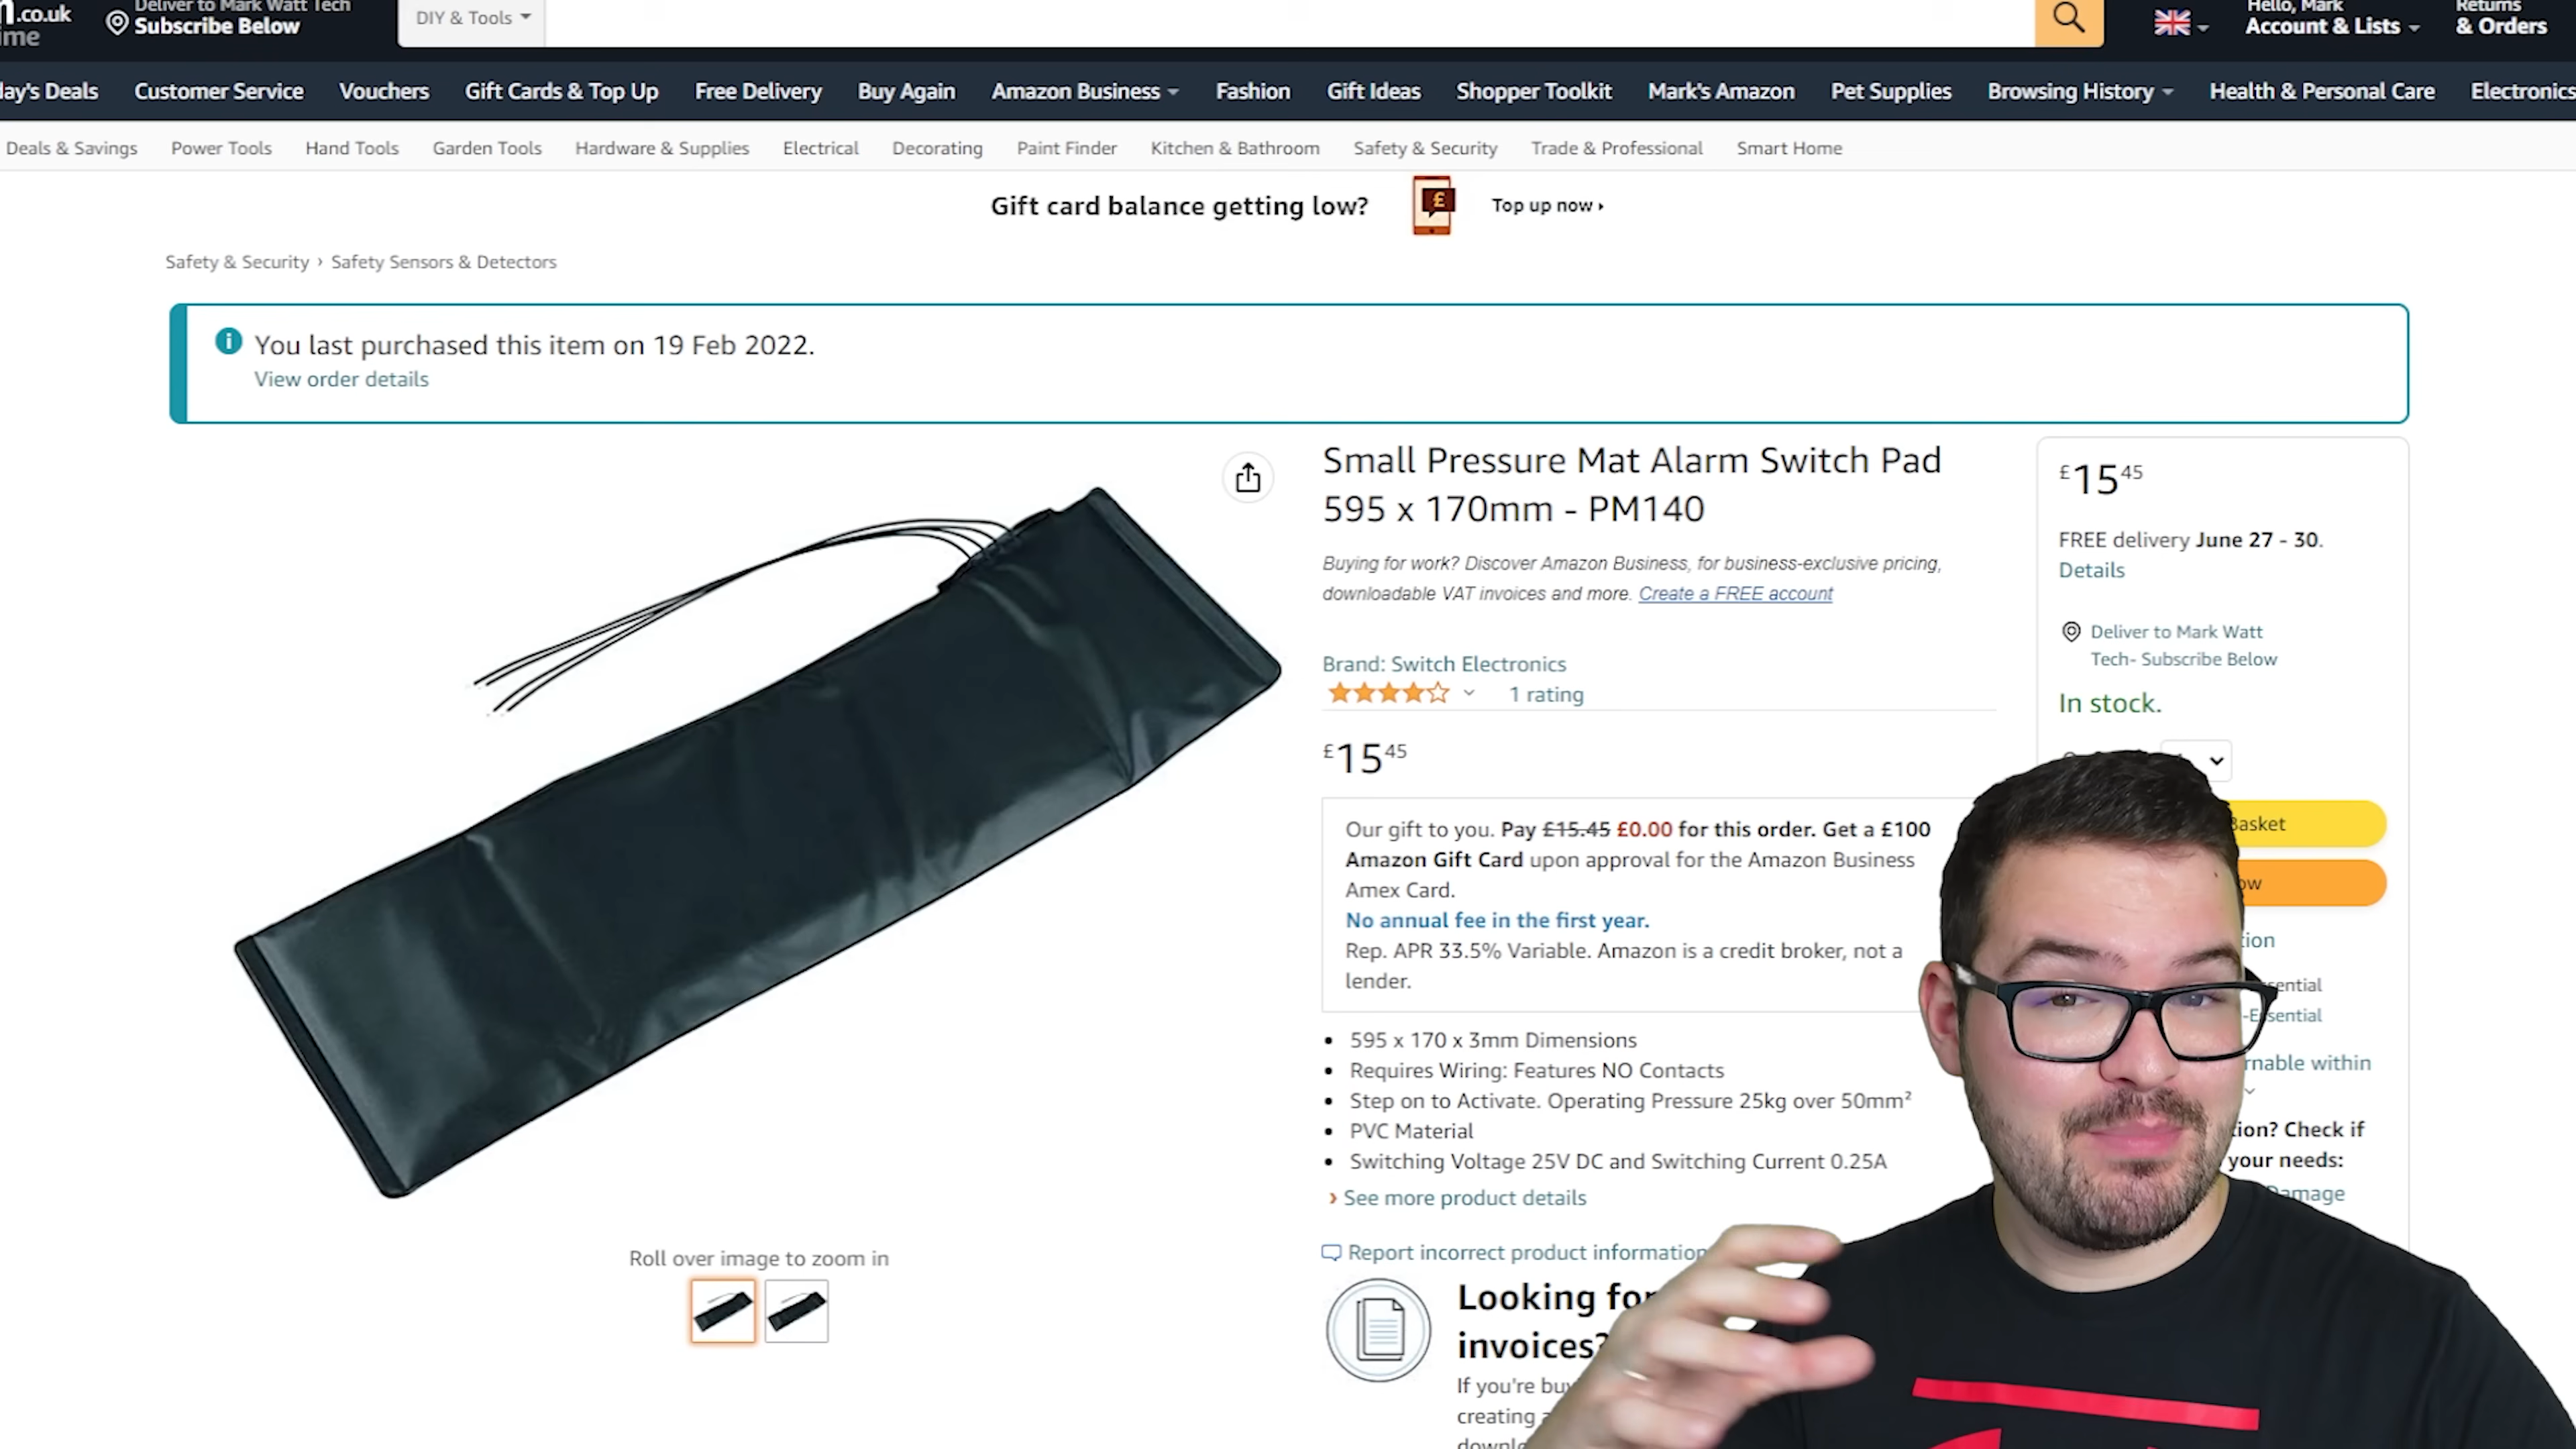 .co.uk
Deliver to Mark Watt Tech
Subscribe Below
DIY & Tools
Hello, Mark
Account & Lists
Returns
& Orders
Customer Service
Vouchers
Gift Cards & Top Up
Free Delivery
Buy Again
Amazon Business
Fashion
Gift Ideas
Shopper Toolkit
Mark's Amazon
Pet Supplies
Browsing History
Health & Personal Care
Electronics
Deals & Savings
Power Tools
Hand Tools
Garden Tools
Hardware & Supplies
Electrical
Decorating
Paint Finder
Kitchen & Bathroom
Safety & Security
Trade & Professional
Smart Home
Gift card balance getting low?
£
Top up now ›
Safety & Security › Safety Sensors & Detectors
You last purchased this item on 19 Feb 2022.
View order details
Small Pressure Mat Alarm Switch Pad
595 x 170mm - PM140
Buying for work? Discover Amazon Business, for business-exclusive pricing,
downloadable VAT invoices and more. Create a FREE account
Brand: Switch Electronics
1 rating
£15 45
Our gift to you. Pay £15.45 £0.00 for this order. Get a £100
Amazon Gift Card upon approval for the Amazon Business
Amex Card.
No annual fee in the first year.
Rep. APR 33.5% Variable. Amazon is a credit broker, not a
lender.
• 595 x 170 x 3mm Dimensions
• Requires Wiring: Features NO Contacts
• Step on to Activate. Operating Pressure 25kg over 50mm²
• PVC Material
• Switching Voltage 25V DC and Switching Current 0.25A
› See more product details
Report incorrect product information
Looking for
invoices?
If you're
creating
Roll over image to zoom in
£15 45
FREE delivery June 27 - 30.
Details
Deliver to Mark Watt
Tech- Subscribe Below
In stock.
Basket
within
Check if
your needs:
Damage